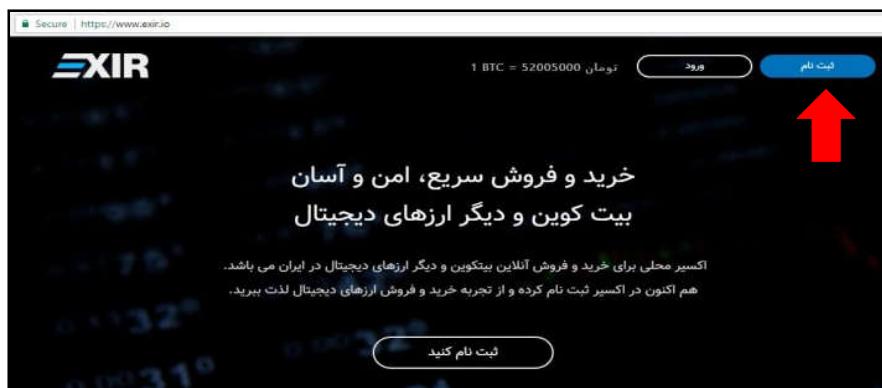 Secure | https://www.exir.io
EXIR
1 BTC = 52005000 تومان
ورود
ثبت نام
خرید و فروش سریع، امن و آسان
بیت کوین و دیگر ارزهای دیجیتال
اکسیر محلی برای خرید و فروش آنلاین بیتکوین و دیگر ارزهای دیجیتال در ایران می باشد.
هم اکنون در اکسیر ثبت نام کرده و از تجربه خرید و فروش ارزهای دیجیتال لذت ببرید.
ثبت نام کنید